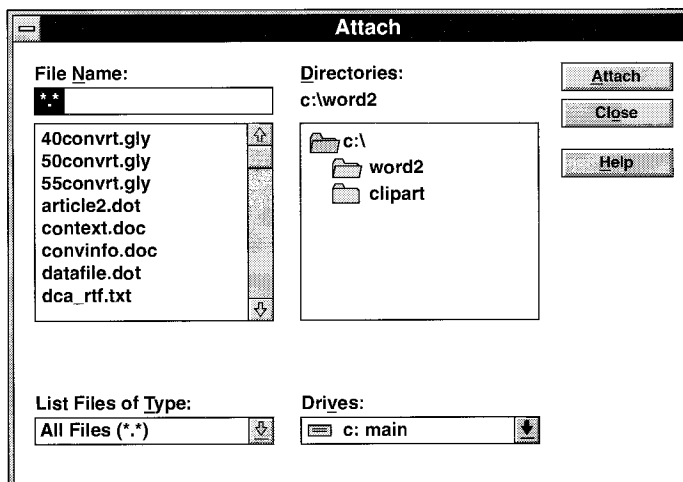 Attach
File Name:
*.*
40convrt.gly
50convrt.gly
55convrt.gly
article2.dot
context.doc
convinfo.doc
datafile.dot
dca_rtf.txt
Directories:
c:\word2
c:\
word2
clipart
Attach
Close
Help
List Files of Type:
All Files (*.*)
Drives:
c: main